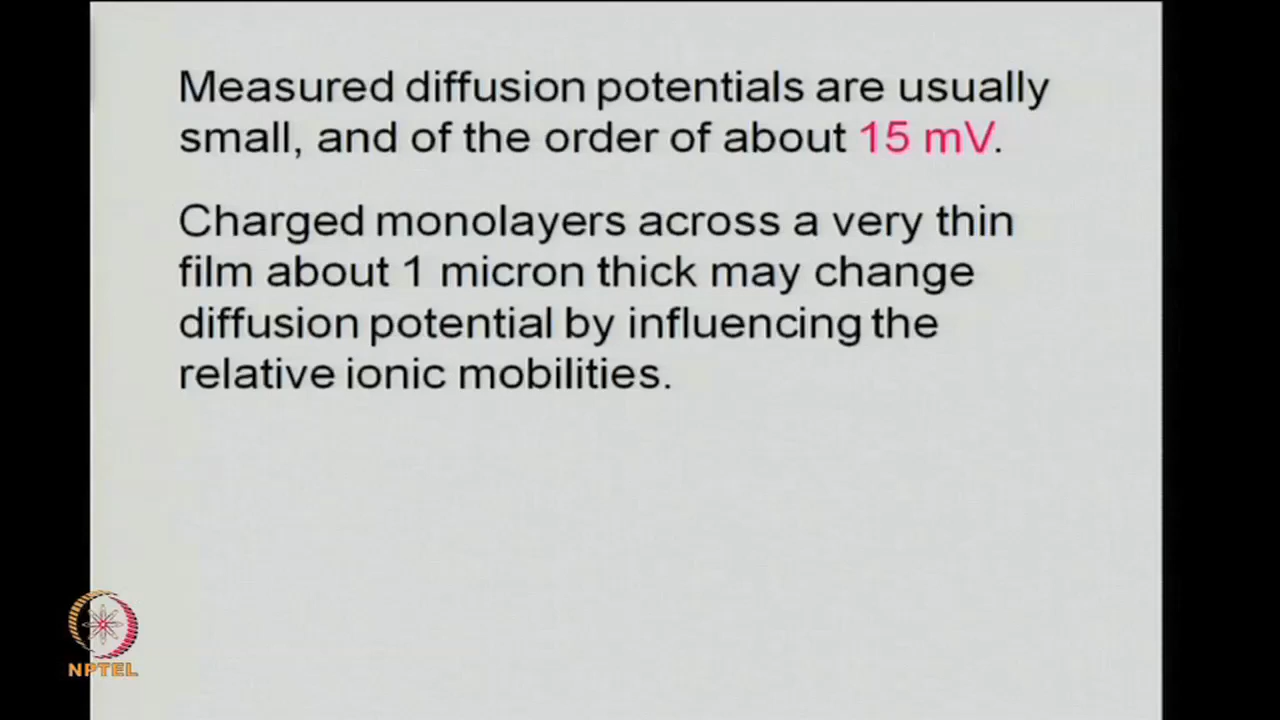 Measured diffusion potentials are usually
small, and of the order of about 15 mV.
Charged monolayers across a very thin
film about 1 micron thick may change
diffusion potential by influencing the
relative ionic mobilities.
NPTEL